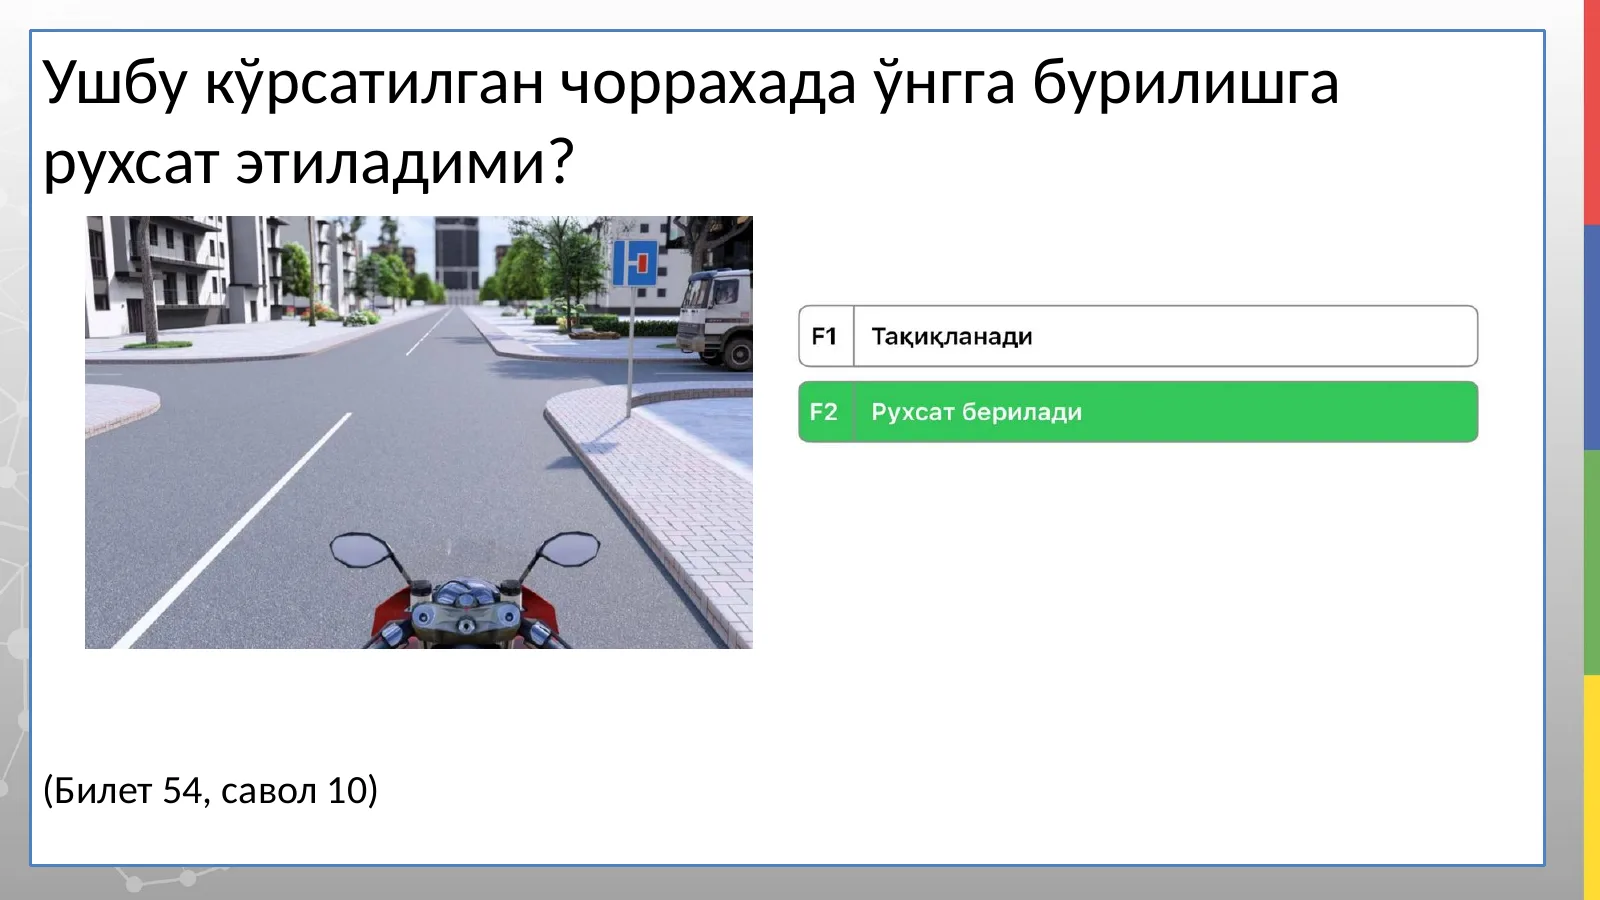 Ушбу кўрсатилган чоррахада ўнгга бурилишга
рухсат этиладими?
F1 Тақиқланади
F2 Рухсат берилади
(Билет 54, савол 10)